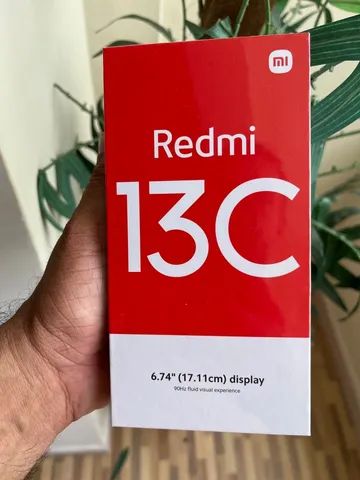 mi
Redmi
13C
6.74" (17.11cm) display
90Hz fluid visual experience